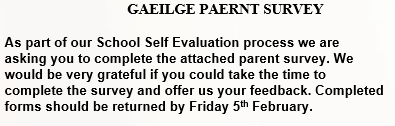 GAEILGE PAERNT SURVEY
As part of our School Self Evaluation process we are
asking you to complete the attached parent survey. We
would be very grateful if you could take the time to
complete the survey and offer us your feedback. Completed
forms should be returned by Friday 5th February.